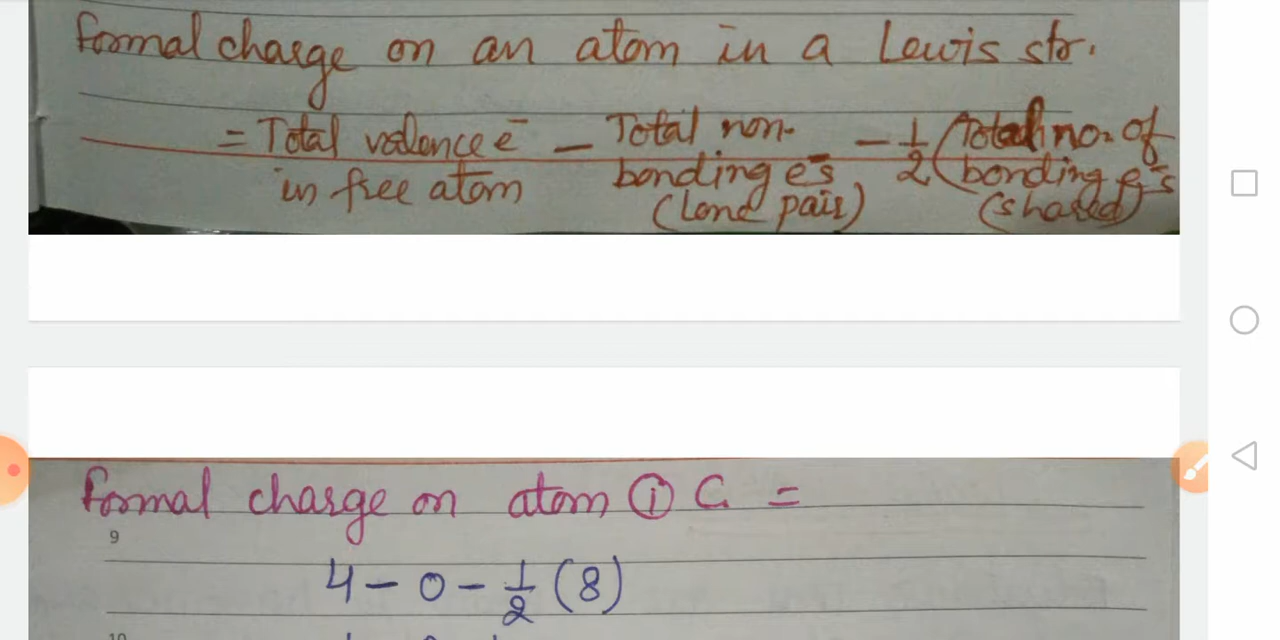 Formal charge on an atom in a Lewis str.
= Total valence e⁻ − Total non- − 1/2 (Total no. of
in free atom bonding e⁻s bonding e⁻s
(lone pair) (shared)
Formal charge on atom ① C =
9
4 − 0 − 1/2 (8)
10